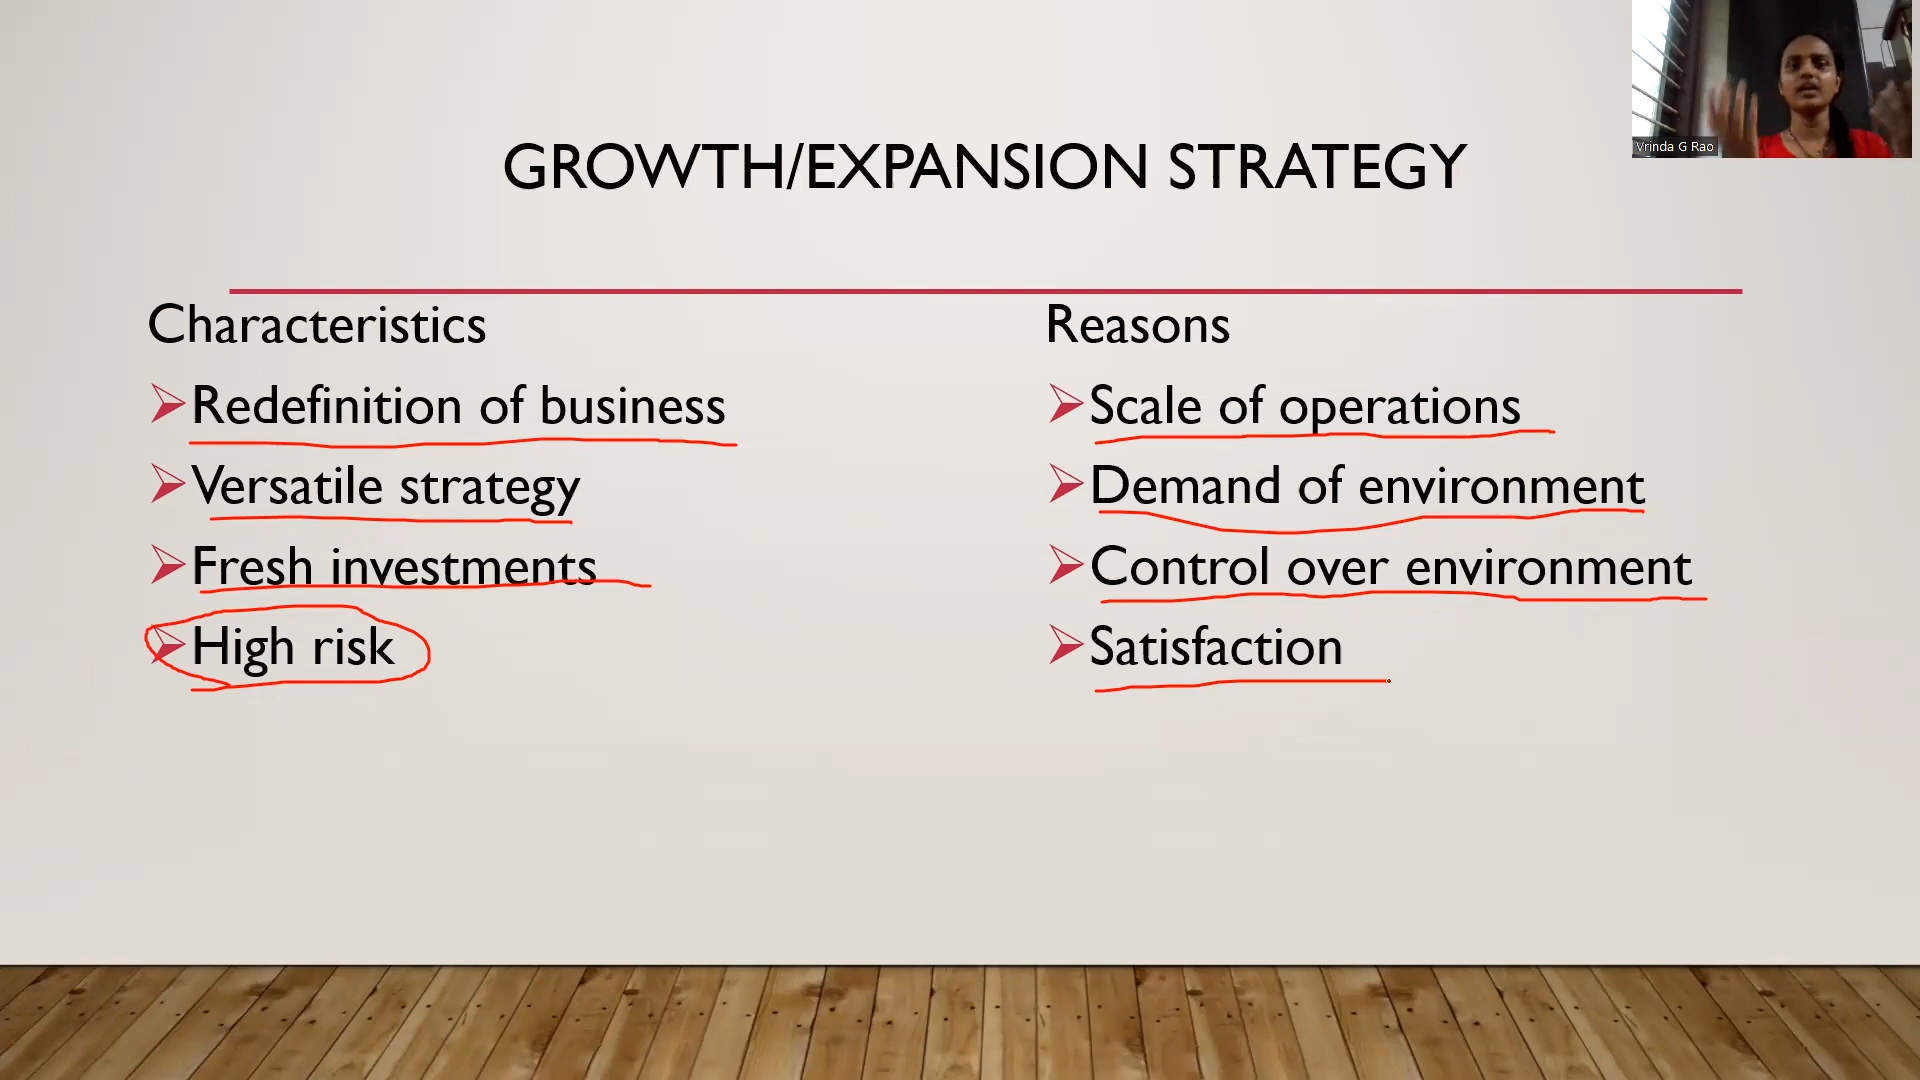 Vrinda G Rao
GROWTH/EXPANSION STRATEGY
Characteristics
Redefinition of business
Versatile strategy
Fresh investments
High risk
Reasons
Scale of operations
Demand of environment
Control over environment
Satisfaction